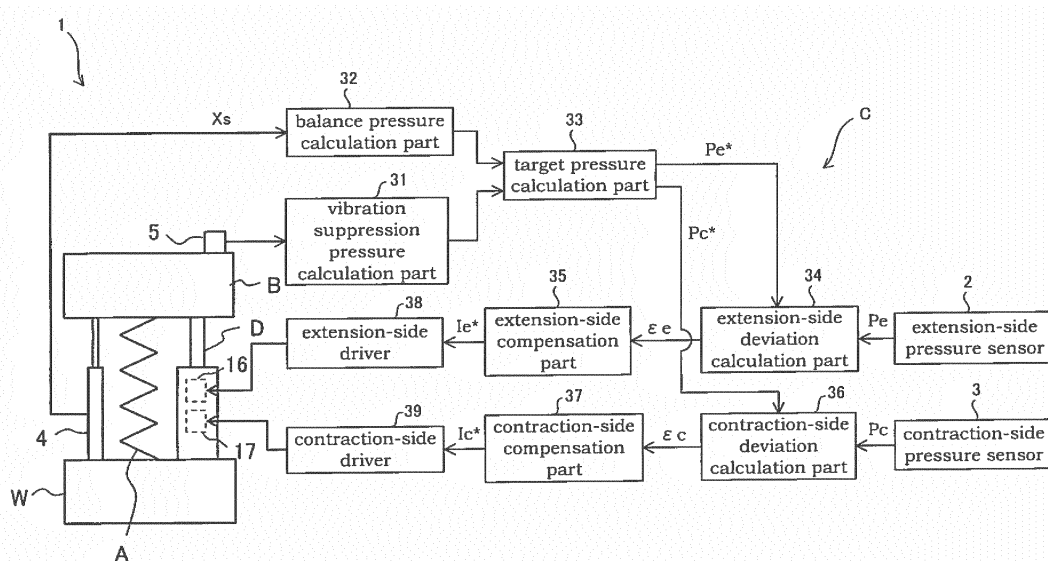 1
32
Xs
balance pressure
calculation part
33
target pressure
calculation part
Pe*
C
31
vibration
suppression
pressure
calculation part
Pc*
5
B
38
extension-side
driver
Ie*
35
extension-side
compensation
part
εe
34
extension-side
deviation
calculation part
Pe
2
extension-side
pressure sensor
D
16
39
contraction-side
driver
Ic*
37
contraction-side
compensation
part
εc
36
contraction-side
deviation
calculation part
Pc
3
contraction-side
pressure sensor
4
17
W
A